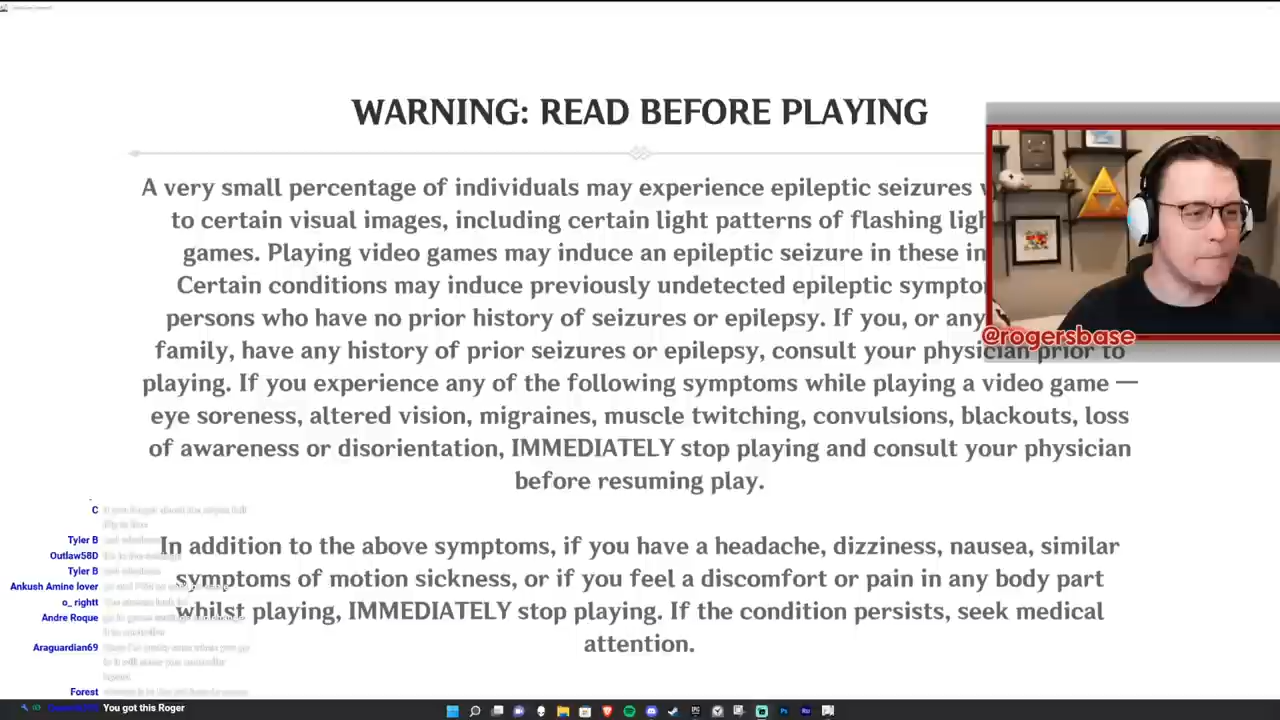 WARNING: READ BEFORE PLAYING
A very small percentage of individuals may experience epileptic seizures
to certain visual images, including certain light patterns of flashing
games. Playing video games may induce an epileptic seizure in these
Certain conditions may induce previously undetected epileptic
persons who have no prior history of seizures or epilepsy. If you, or any
family, have any history of prior seizures or epilepsy, consult your physician prior to
@rogersbase
playing. If you experience any of the following symptoms while playing a video game —
eye soreness, altered vision, migraines, muscle twitching, convulsions, blackouts, loss
of awareness or disorientation, IMMEDIATELY stop playing and consult your physician
before resuming play.
In addition to the above symptoms, if you have a headache, dizziness, nausea, similar
symptoms of motion sickness, or if you feel a discomfort or pain in any body part
whilst playing, IMMEDIATELY stop playing. If the condition persists, seek medical
attention.
C
Tyler B
Outlaw58D
Tyler B
Ankush Amine lover
o_ rightt
Andre Roque
Araguardian69
Forest
You got this Roger